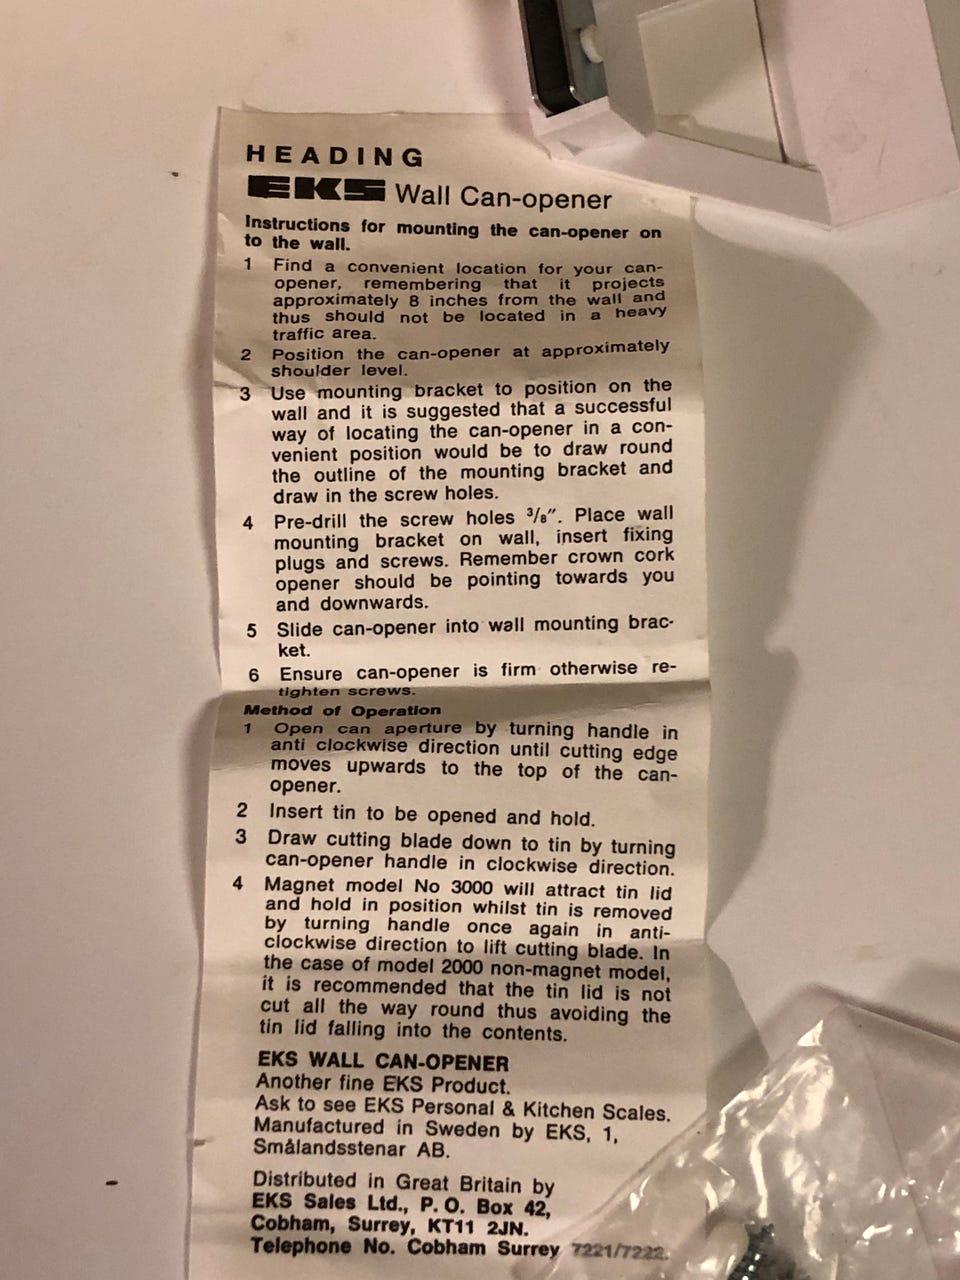 HEADING
EKS Wall Can-opener
Instructions for mounting the can-opener on
to the wall.
1 Find a convenient location for your can-
opener, remembering that it projects
approximately 8 inches from the wall and
thus should not be located in a heavy
traffic area.
2 Position the can-opener at approximately
shoulder level.
3 Use mounting bracket to position on the
wall and it is suggested that a successful
way of locating the can-opener in a con-
venient position would be to draw round
the outline of the mounting bracket and
draw in the screw holes.
4 Pre-drill the screw holes ³/₈″. Place wall
mounting bracket on wall, insert fixing
plugs and screws. Remember crown cork
opener should be pointing towards you
and downwards.
5 Slide can-opener into wall mounting brac-
ket.
6 Ensure can-opener is firm otherwise re-
tighten screws.
Method of Operation
1 Open can aperture by turning handle in
anti clockwise direction until cutting edge
moves upwards to the top of the can-
opener.
2 Insert tin to be opened and hold.
3 Draw cutting blade down to tin by turning
can-opener handle in clockwise direction.
4 Magnet model No 3000 will attract tin lid
and hold in position whilst tin is removed
by turning handle once again in anti-
clockwise direction to lift cutting blade. In
the case of model 2000 non-magnet model,
it is recommended that the tin lid is not
cut all the way round thus avoiding the
tin lid falling into the contents.
EKS WALL CAN-OPENER
Another fine EKS Product.
Ask to see EKS Personal & Kitchen Scales.
Manufactured in Sweden by EKS, 1,
Smålandsstenar AB.
Distributed in Great Britain by
EKS Sales Ltd., P.O. Box 42,
Cobham, Surrey, KT11 2JN.
Telephone No. Cobham Surrey 7221/7222.